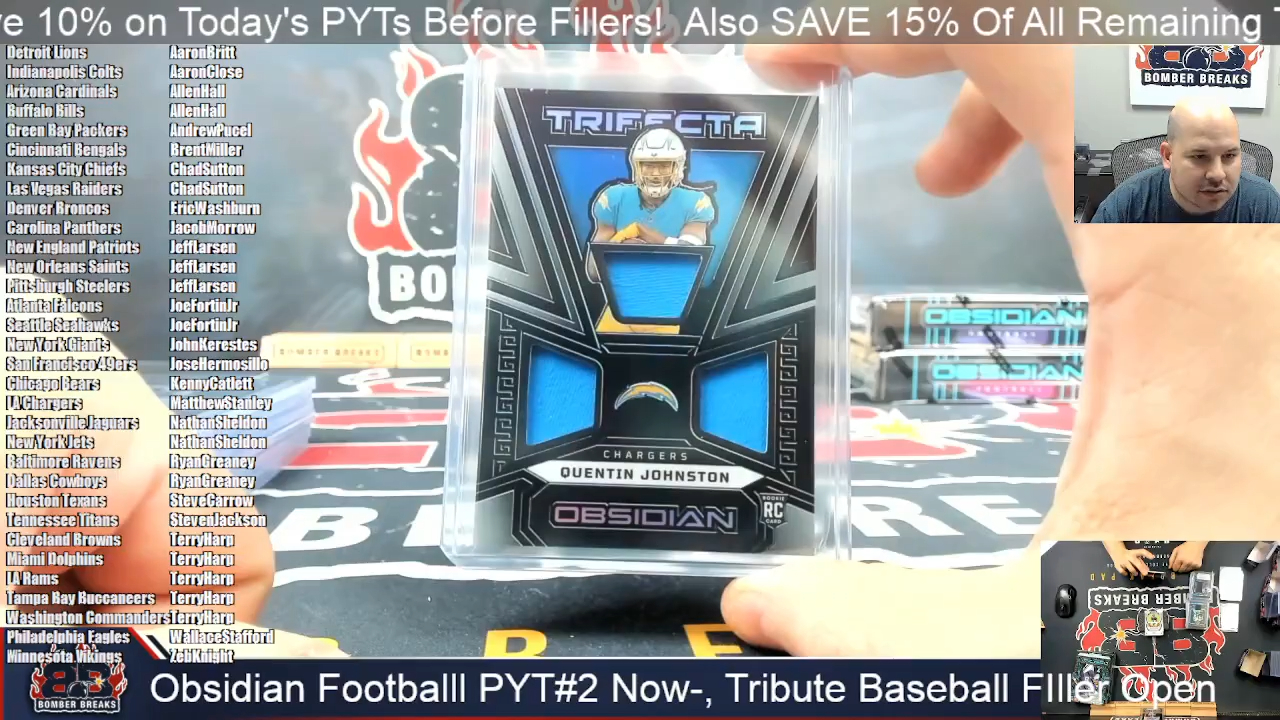 e 10% on Today's PYTs Before Fillers!  Also SAVE 15% Of All Remaining
Detroit Lions AaronBritt
Indianapolis Colts AaronClose
Arizona Cardinals AllenHall
Buffalo Bills AllenHall
Green Bay Packers AndrewPucel
Cincinnati Bengals BrentMiller
Kansas City Chiefs ChadSutton
Las Vegas Raiders ChadSutton
Denver Broncos EricWashburn
Carolina Panthers JacobMorrow
New England Patriots JeffLarsen
New Orleans Saints JeffLarsen
Pittsburgh Steelers JeffLarsen
Atlanta Falcons JoeFortinJr
Seattle Seahawks JoeFortinJr
New York Giants JohnKerestes
San Francisco 49ers JoseHermosillo
Chicago Bears KennyCatlett
LA Chargers MatthewStanley
Jacksonville Jaguars NathanSheldon
New York Jets NathanSheldon
Baltimore Ravens RyanGreaney
Dallas Cowboys RyanGreaney
Houston Texans SteveCarrow
Tennessee Titans StevenJackson
Cleveland Browns TerryHarp
Miami Dolphins TerryHarp
LA Rams TerryHarp
Tampa Bay Buccaneers TerryHarp
Washington Commanders TerryHarp
Philadelphia Eagles WallaceStafford
Minnesota Vikings ZebKnight
TRIFECTA
CHARGERS
QUENTIN JOHNSTON
OBSIDIAN
ROOKIE
RC
CARD
BO
BOMBER BREAKS
OBSIDIAN
OBSIDIAN
BOMBER BREAKS
BOMBER BREAKS
BOMBER BREAKS
Obsidian Footballl PYT#2 Now-, Tribute Baseball FIller Open